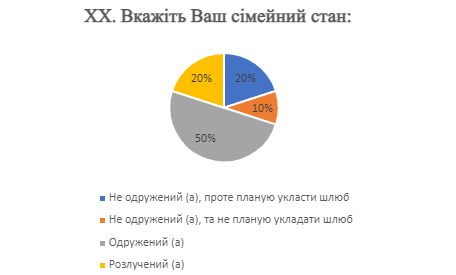 XX. Вкажіть Ваш сімейний стан:
20%
20%
10%
50%
Не одружений (а), проте планую укласти шлюб
Не одружений (а), та не планую укладати шлюб
Одружений (а)
Розлучений (а)